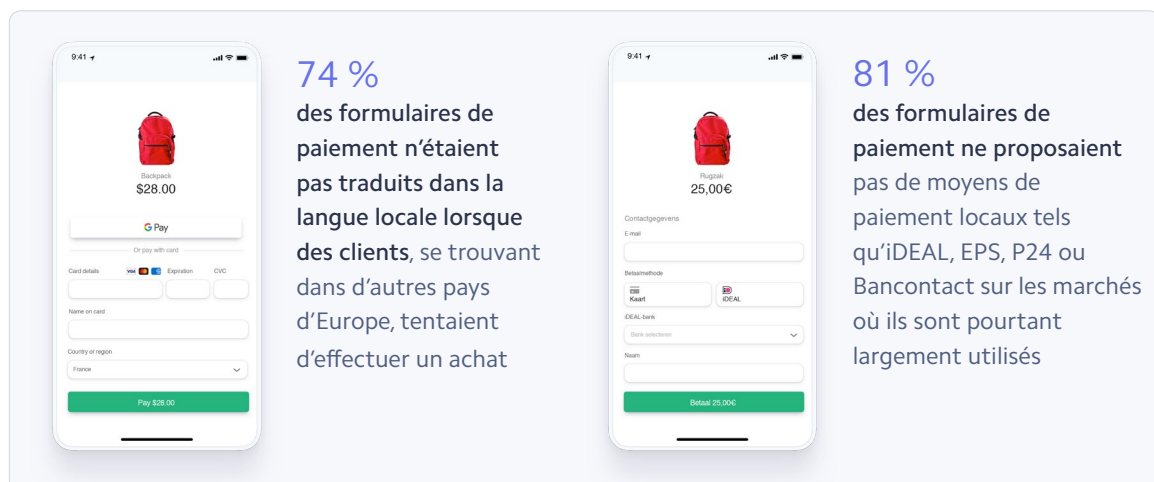 9:41
Backpack
$28.00
G Pay
Or pay with card
Card details VISA Expiration CVC
Name on card
Country or region
France
Pay $28.00
74 %
des formulaires de
paiement n’étaient
pas traduits dans la
langue locale lorsque
des clients, se trouvant
dans d’autres pays
d’Europe, tentaient
d’effectuer un achat
9:41
Rugzak
25,00€
Contactgegevens
E-mail
Betaalmethode
Kaart iDEAL
iDEAL-bank
Bank selecteren
Naam
Betaal 25,00€
81 %
des formulaires de
paiement ne proposaient
pas de moyens de
paiement locaux tels
qu’iDEAL, EPS, P24 ou
Bancontact sur les marchés
où ils sont pourtant
largement utilisés